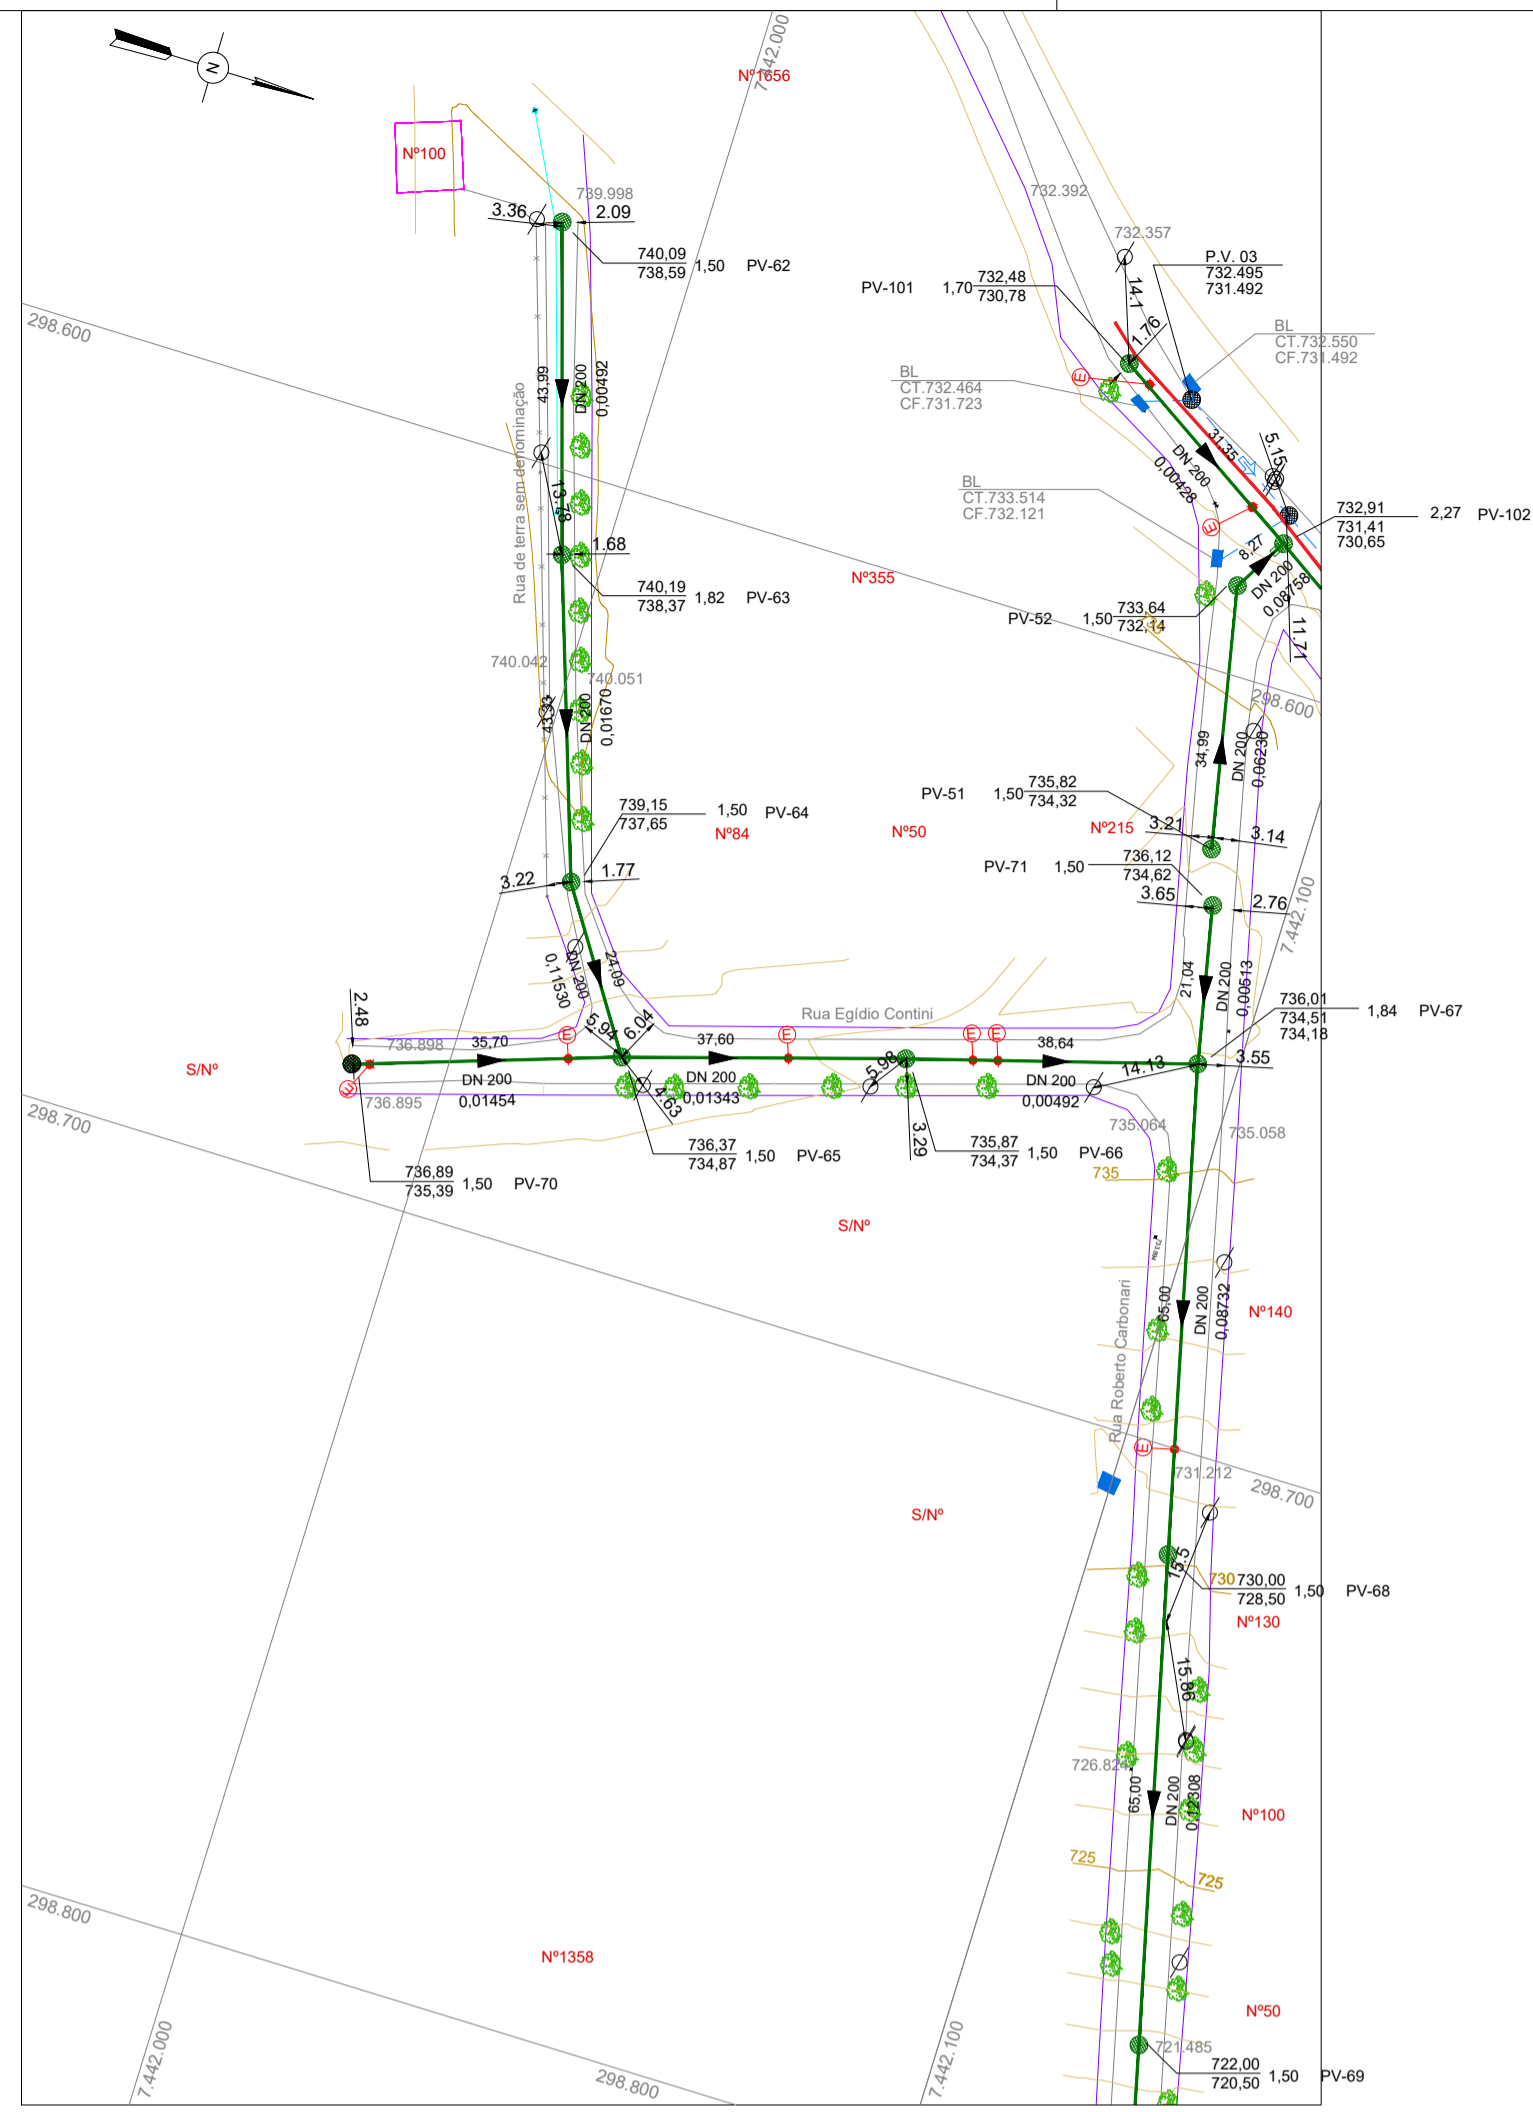 N
Nº1656
7.442.000
Nº100
739.998
3.36
2.09
740,09
738,59
1,50 PV-62
298.600
43,99
DN 200
0,00492
Rua de terra sem denominação
13.78
1.68
740,19
738,37
1,82 PV-63
740.042
740.051
43,33
DN 200
0,01670
739,15
737,65
1,50 PV-64
Nº84
3.22
1.77
24,09
DN 200
0,11530
732.392
732.357
P.V. 03
732.495
731.492
PV-101 1,70
732,48
730,78
14.1
1.76
E
BL
CT.732.550
CF.731.492
BL
CT.732.464
CF.731.723
31,35
DN 200
0,00428
5.15
BL
CT.733.514
CF.732.121
E
732,91
731,41
730,65
2,27 PV-102
8,27
DN 200
0,08758
Nº355
PV-52 1,50
733,64
732,14
735
11.71
298.600
34,99
DN 200
0,06230
PV-51 1,50
735,82
734,32
Nº50
Nº215
3.21
3.14
PV-71 1,50
736,12
734,62
3.65
2.76
7.442.100
21,04
DN 200
0,00513
736,01
734,51
734,18
1,84 PV-67
3.55
Rua Egídio Contini
2.48
736.898
35,70
E
5.94
6.04
37,60
E
E
E
38,64
14.13
S/Nº
E
736.895
DN 200
0,01454
4.63
DN 200
0,01343
5.98
DN 200
0,00492
3.29
298.700
736,89
735,39
1,50 PV-70
736,37
734,87
1,50 PV-65
735,87
734,37
1,50 PV-66
735.064
735.058
735
S/Nº
733.894
65,00
DN 200
0,08732
Nº140
Rua Roberto Carbonari
E
731.212
298.700
S/Nº
15.5
730
730,00
728,50
1,50 PV-68
Nº130
15.86
726.824
65,00
DN 200
0,12308
Nº100
725
725
298.800
Nº1358
Nº50
721.485
722,00
720,50
1,50 PV-69
7.442.000
298.800
7.442.100